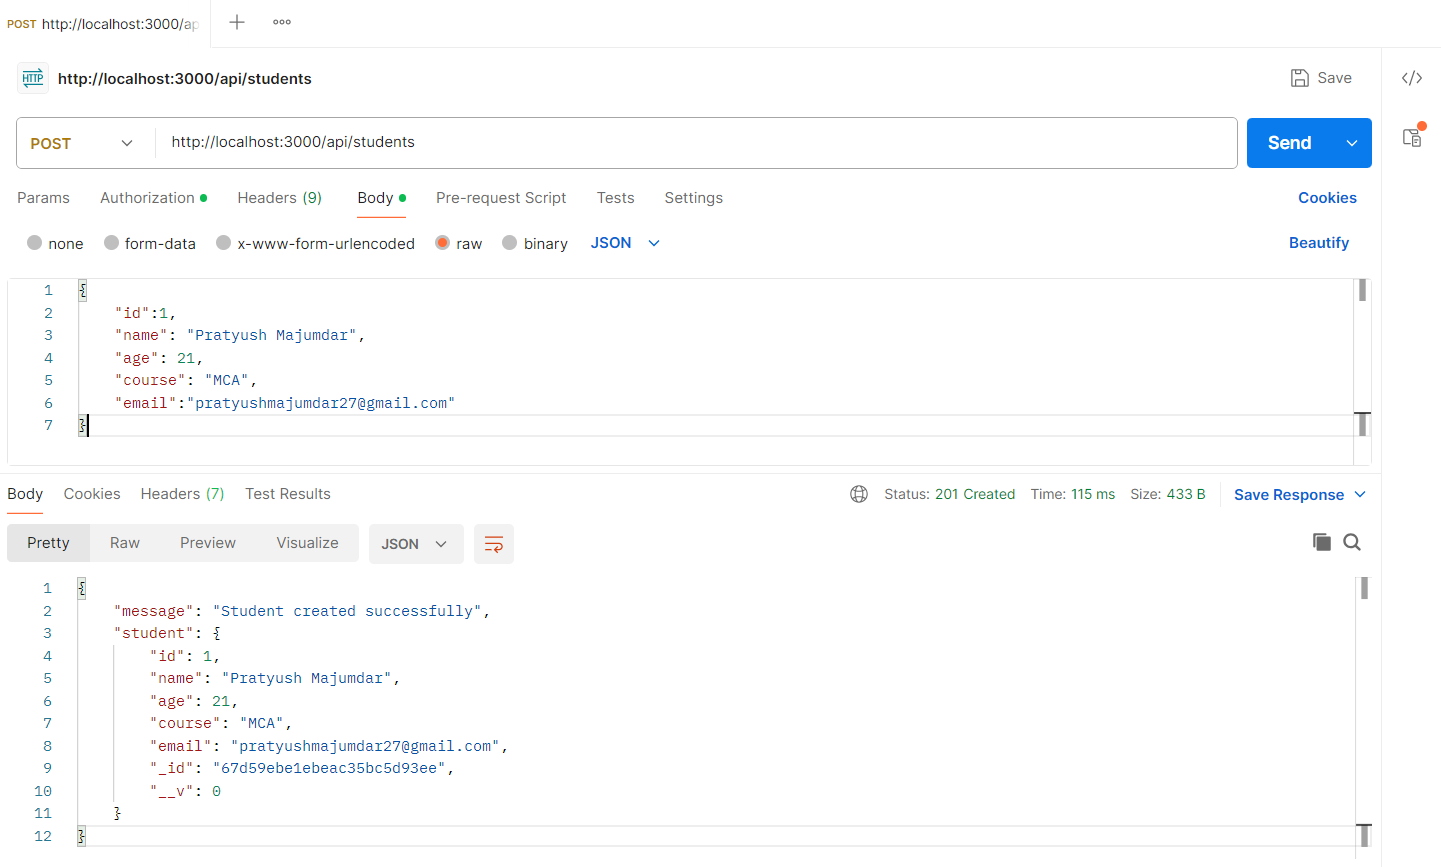 POST http://localhost:3000/ap
HTTP http://localhost:3000/api/students Save
POST http://localhost:3000/api/students Send
Params Authorization Headers (9) Body Pre-request Script Tests Settings Cookies
none form-data x-www-form-urlencoded raw binary JSON Beautify
1 {
2 "id":1,
3 "name": "Pratyush Majumdar",
4 "age": 21,
5 "course": "MCA",
6 "email":"pratyushmajumdar27@gmail.com"
7 }
Body Cookies Headers (7) Test Results Status: 201 Created Time: 115 ms Size: 433 B Save Response
Pretty Raw Preview Visualize JSON
1 {
2 "message": "Student created successfully",
3 "student": {
4 "id": 1,
5 "name": "Pratyush Majumdar",
6 "age": 21,
7 "course": "MCA",
8 "email": "pratyushmajumdar27@gmail.com",
9 "_id": "67d59ebe1ebeac35bc5d93ee",
10 "__v": 0
11 }
12 }